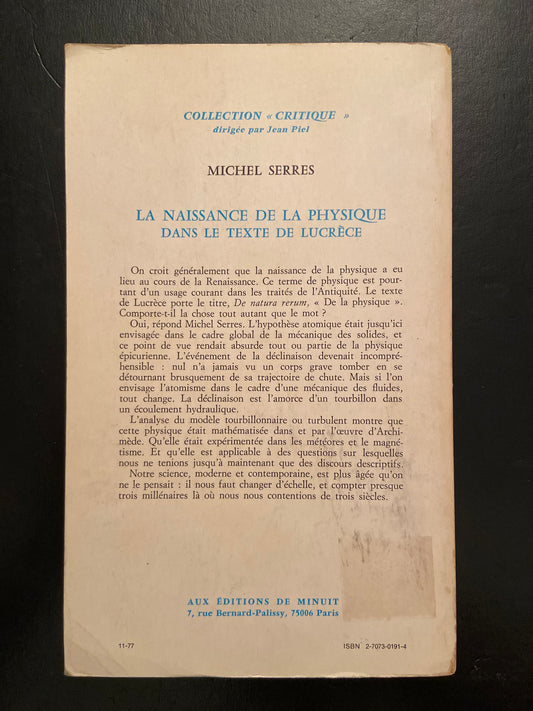 COLLECTION « CRITIQUE »
dirigée par Jean Piel
MICHEL SERRES
LA NAISSANCE DE LA PHYSIQUE
DANS LE TEXTE DE LUCRÈCE
On croit généralement que la naissance de la physique a eu
lieu au cours de la Renaissance. Ce terme de physique est pour-
tant d'un usage courant dans les traités de l'Antiquité. Le texte
de Lucrèce porte le titre, De natura rerum, « De la physique ».
Comporte-t-il la chose tout autant que le mot ?
Oui, répond Michel Serres. L'hypothèse atomique était jusqu'ici
envisagée dans le cadre global de la mécanique des solides, et
ce point de vue rendait absurde tout ou partie de la physique
épicurienne. L'événement de la déclinaison devenait incompré-
hensible : nul n'a jamais vu un corps grave tomber en se
détournant brusquement de sa trajectoire de chute. Mais si l'on
envisage l'atomisme dans le cadre d'une mécanique des fluides,
tout change. La déclinaison est l'amorce d'un tourbillon dans
un écoulement hydraulique.
L'analyse du modèle tourbillonnaire ou turbulent montre que
cette physique était mathématisée dans et par l'œuvre d'Archi-
mède. Qu'elle était expérimentée dans les météores et le magné-
tisme. Et qu'elle est applicable à des questions sur lesquelles
nous ne tenions jusqu'à maintenant que des discours descriptifs.
Notre science, moderne et contemporaine, est plus âgée qu'on
ne le pensait : il nous faut changer d'échelle, et compter presque
trois millénaires là où nous nous contentions de trois siècles.
AUX ÉDITIONS DE MINUIT
7, rue Bernard-Palissy, 75006 Paris
11-77
ISBN 2-7073-0191-4